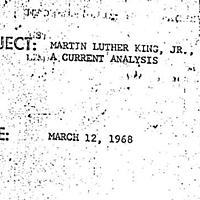 JECT: MARTIN LUTHER KING, JR.,
A CURRENT ANALYSIS
E: MARCH 12, 1968